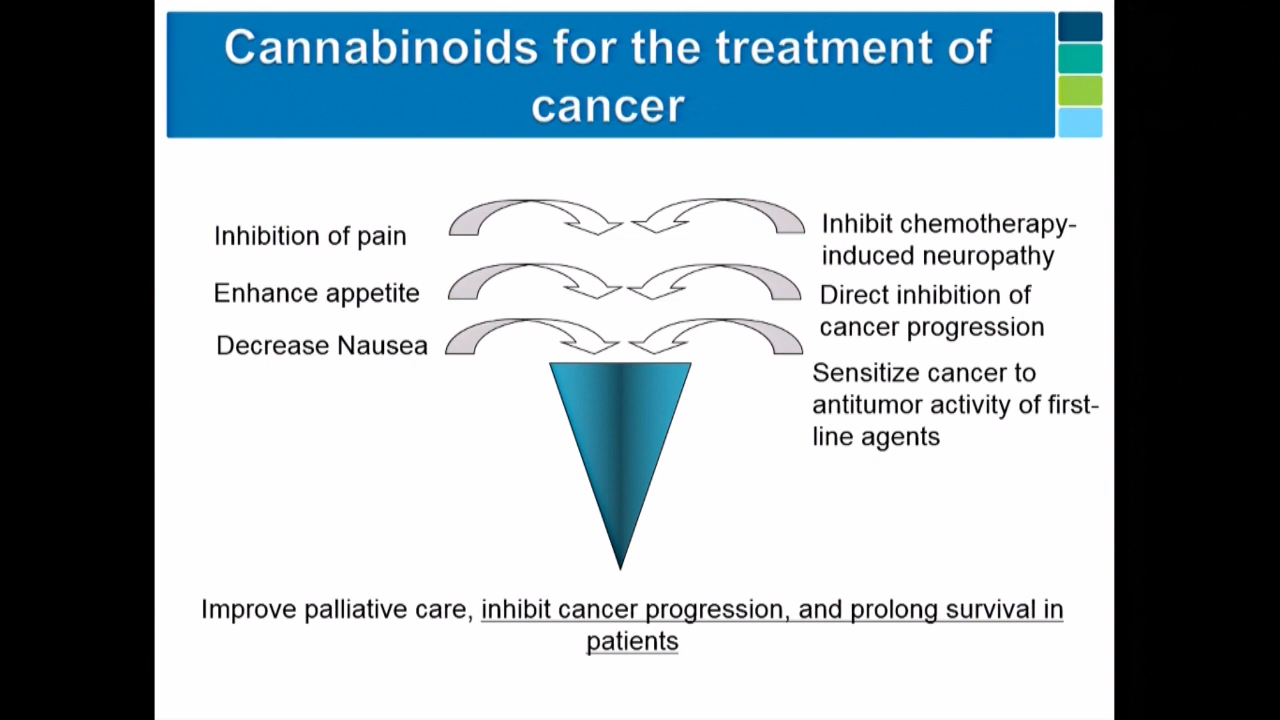 Cannabinoids for the treatment of
cancer
Inhibition of pain
Enhance appetite
Decrease Nausea
Inhibit chemotherapy-
induced neuropathy
Direct inhibition of
cancer progression
Sensitize cancer to
antitumor activity of first-
line agents
Improve palliative care, inhibit cancer progression, and prolong survival in
patients